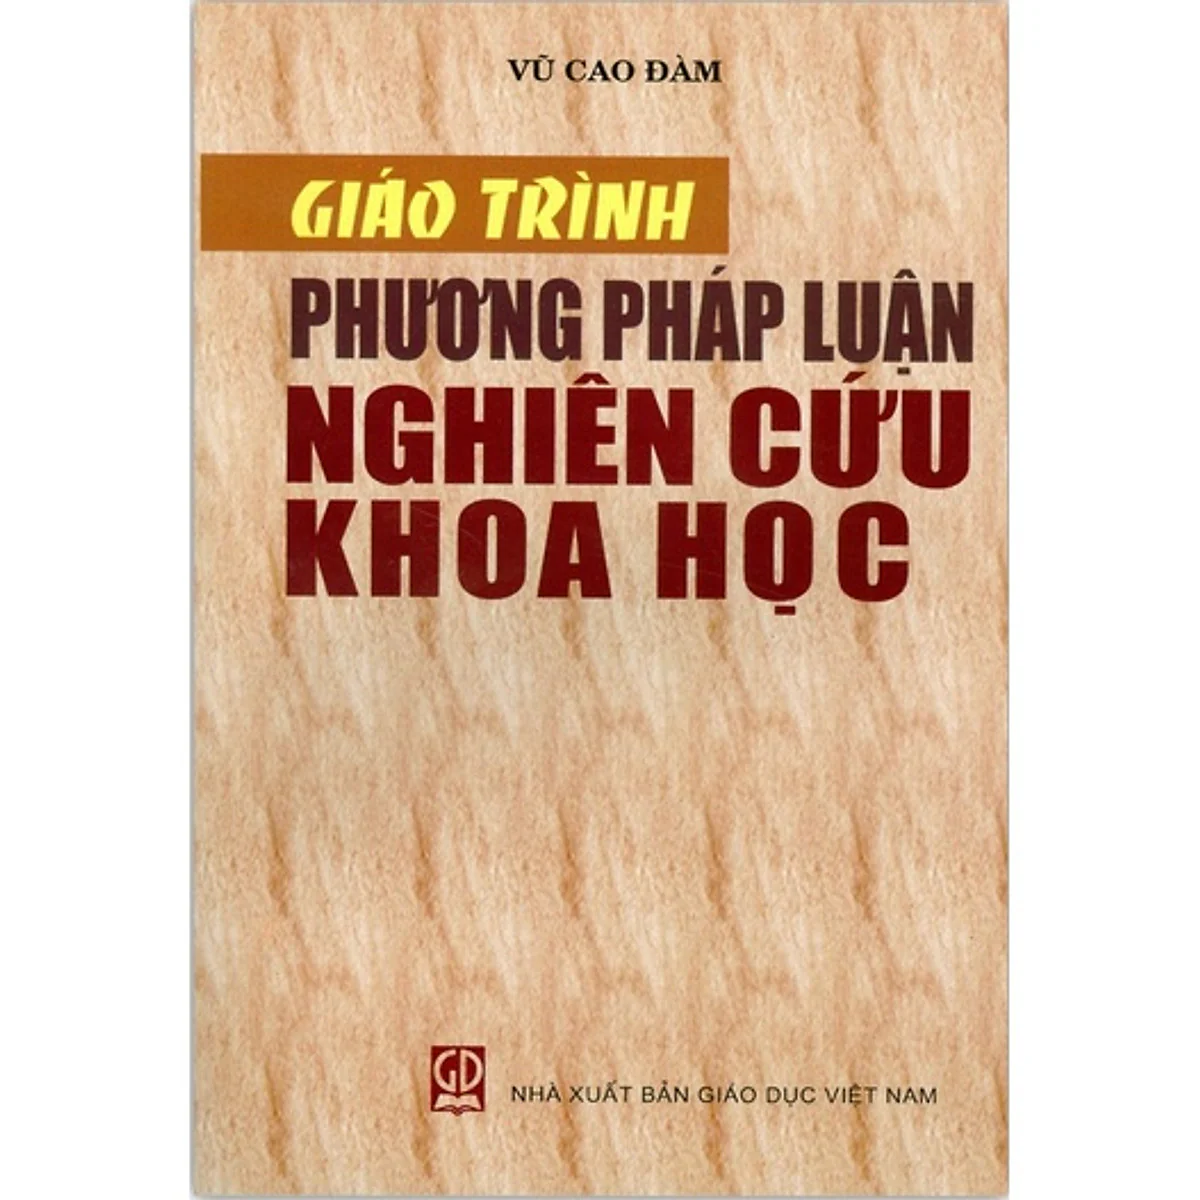 VŨ CAO ĐÀM
GIÁO TRÌNH
PHƯƠNG PHÁP LUẬN
NGHIÊN CỨU
KHOA HỌC
GD
NHÀ XUẤT BẢN GIÁO DỤC VIỆT NAM